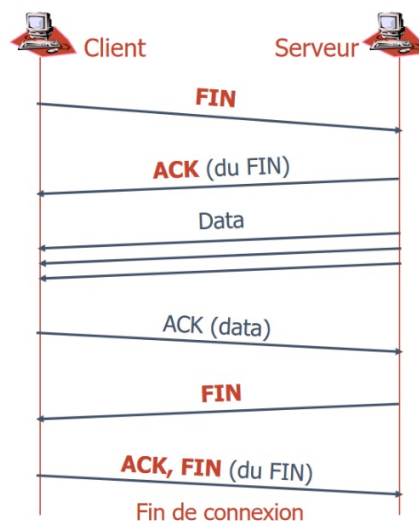 Client
Serveur
FIN
ACK (du FIN)
Data
ACK (data)
FIN
ACK, FIN (du FIN)
Fin de connexion